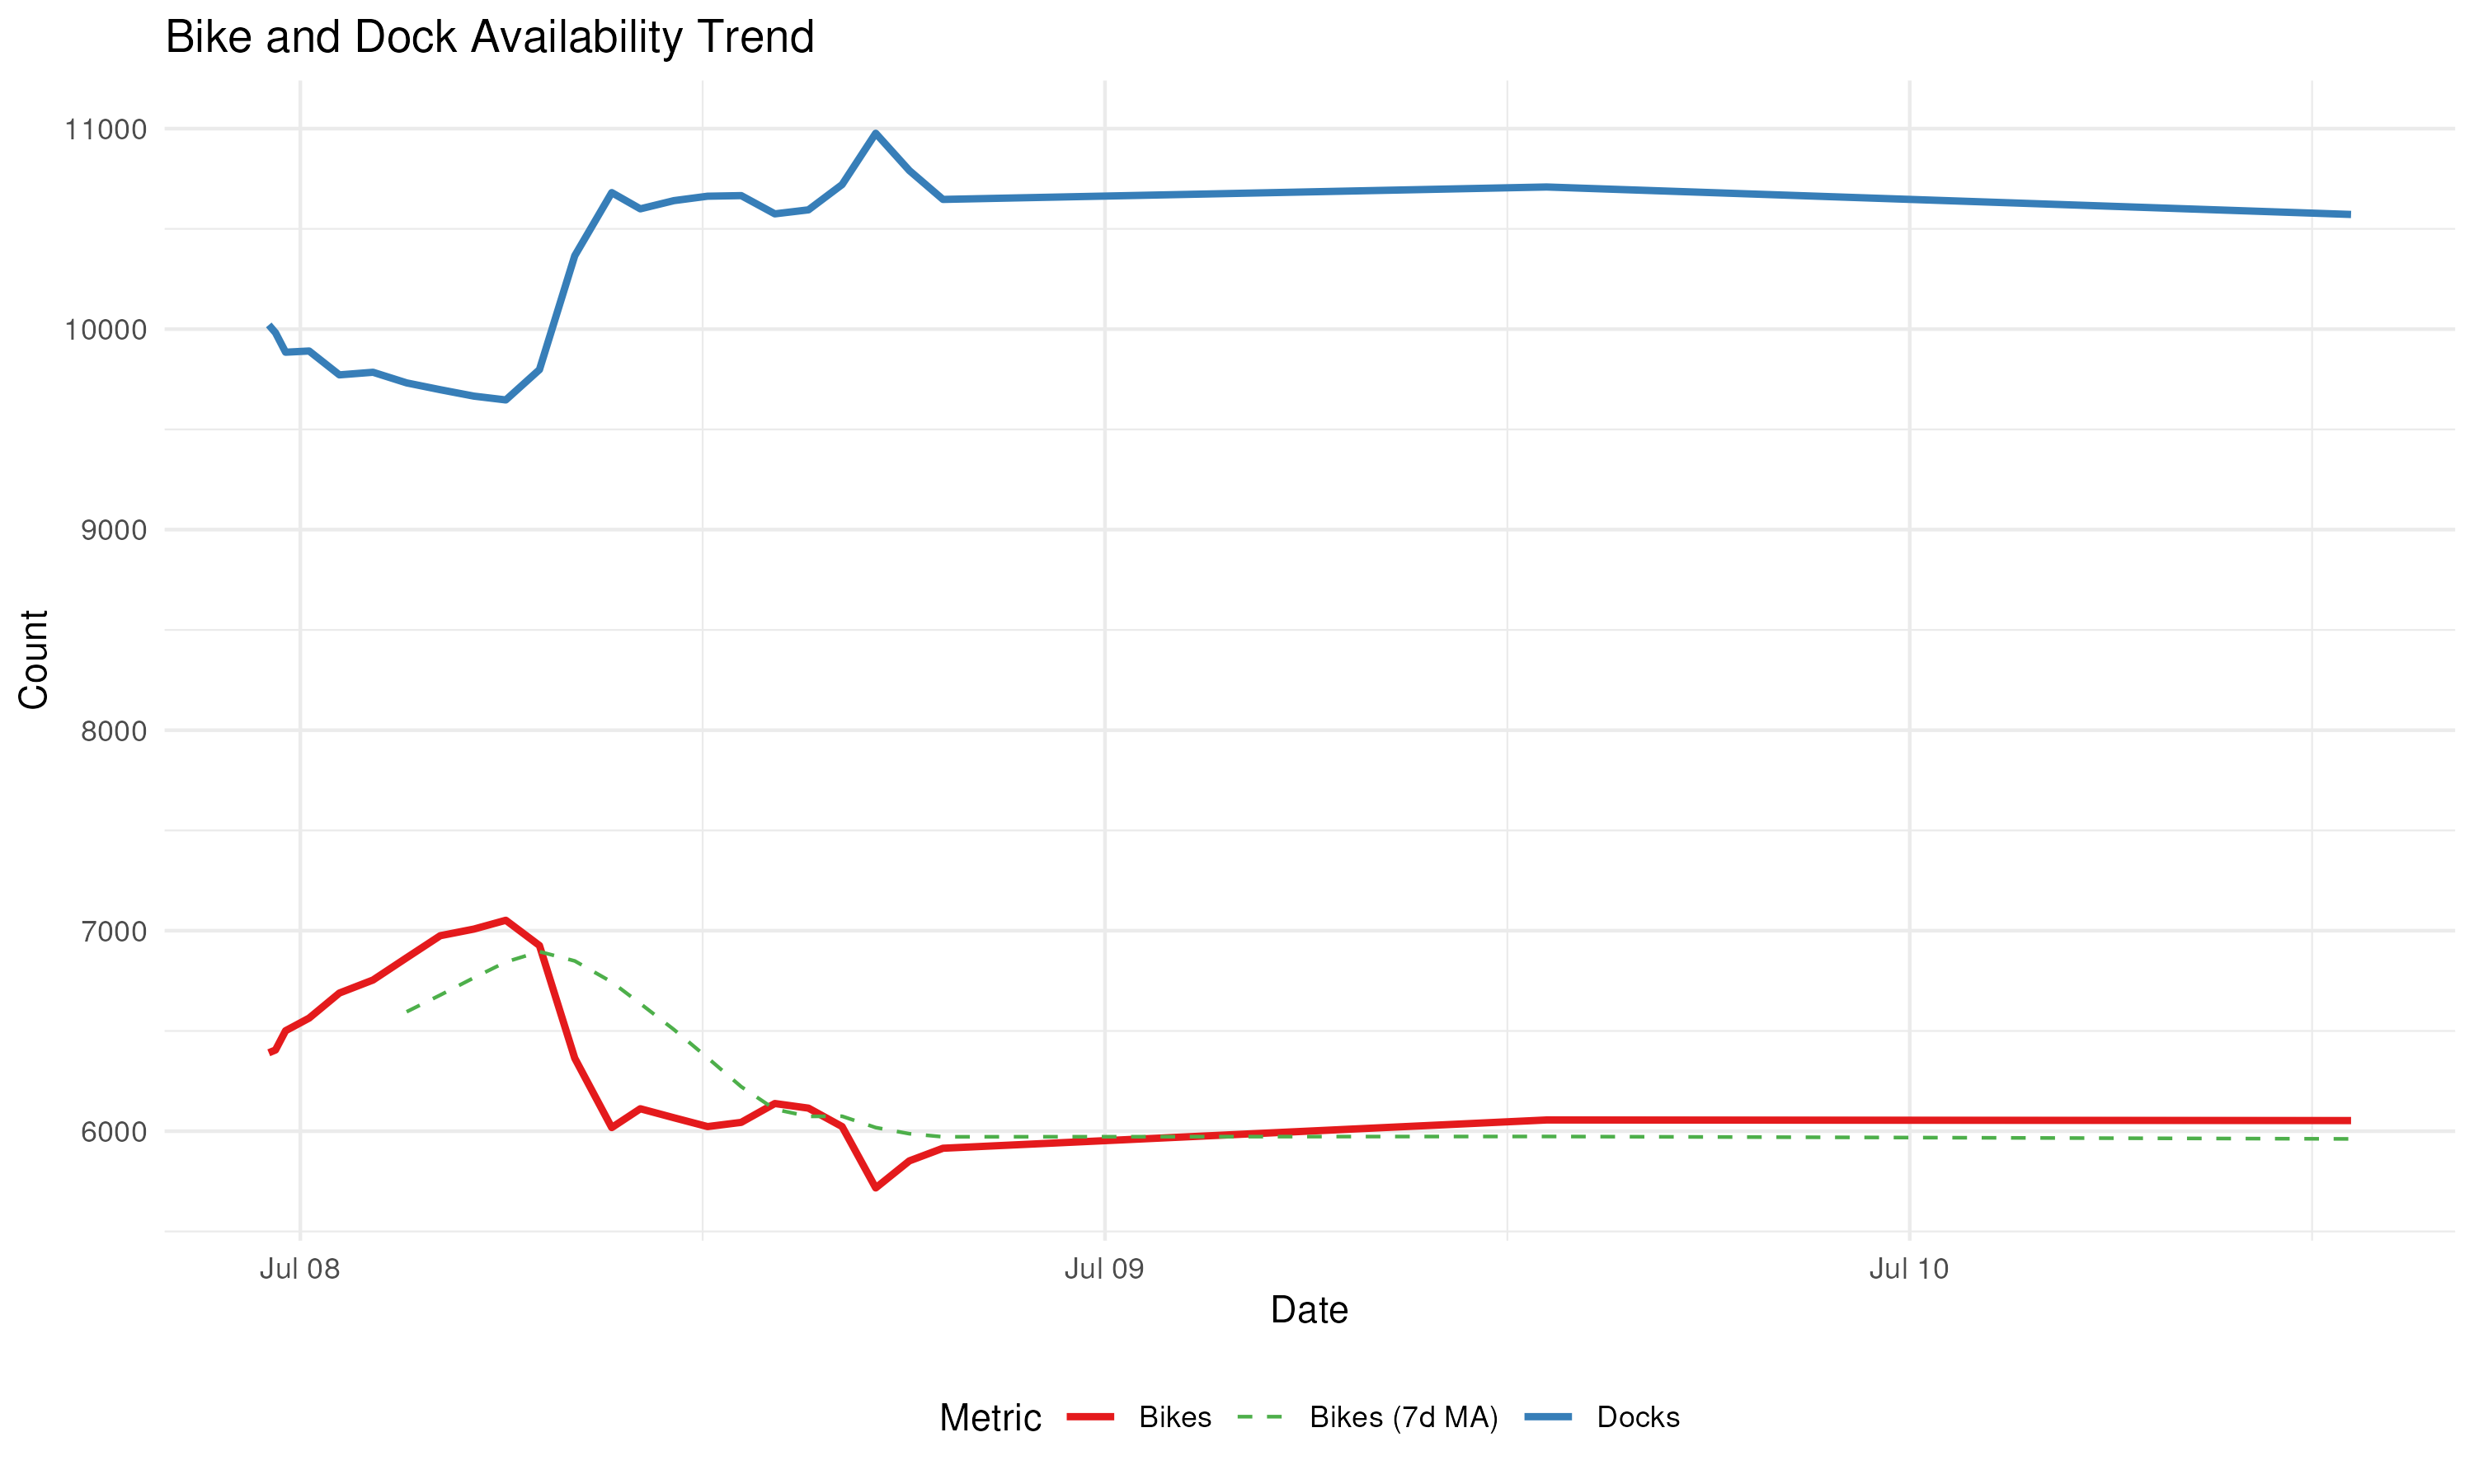 Bike and Dock Availability Trend
11000
10000
9000
8000
7000
6000
Count
Jul 08 Jul 09 Jul 10
Date
Metric Bikes Bikes (7d MA) Docks